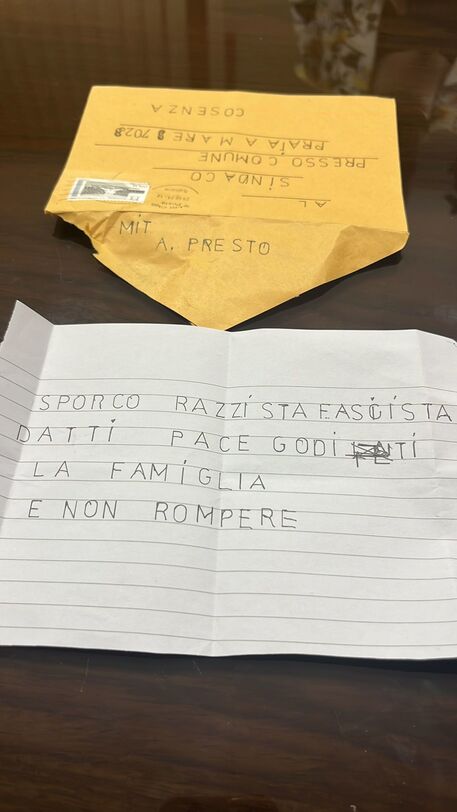 AL
SINDACO
PRESSO COMUNE
PRAIA A MARE 87028
COSENZA
MIT
A. PRESTO
SPORCO RAZZISTA FASCISTA
DATTI PACE GODITI
LA FAMIGLIA
E NON ROMPERE